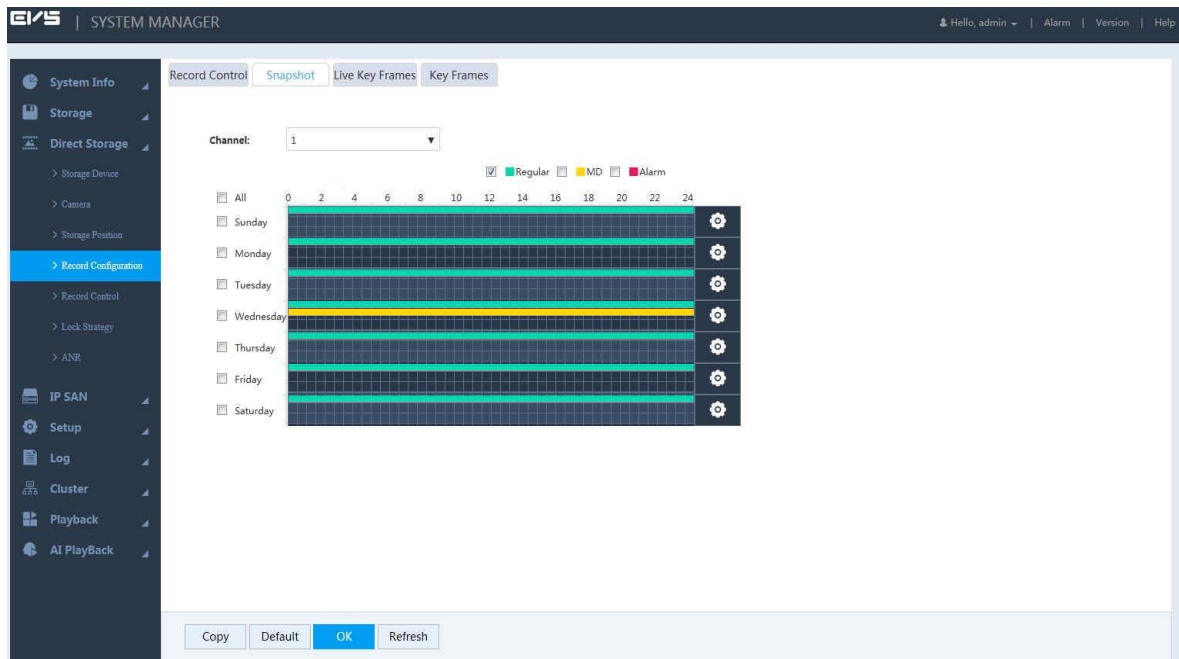 EVS | SYSTEM MANAGER
Hello, admin | Alarm | Version | Help
System Info
Storage
Direct Storage
> Storage Device
> Camera
> Storage Position
> Record Configuration
> Record Control
> Lock Strategy
> ANR
IP SAN
Setup
Log
Cluster
Playback
AI PlayBack
Record Control Snapshot Live Key Frames Key Frames
Channel: 1
Regular MD Alarm
All 0 2 4 6 8 10 12 14 16 18 20 22 24
Sunday
Monday
Tuesday
Wednesday
Thursday
Friday
Saturday
Copy Default OK Refresh